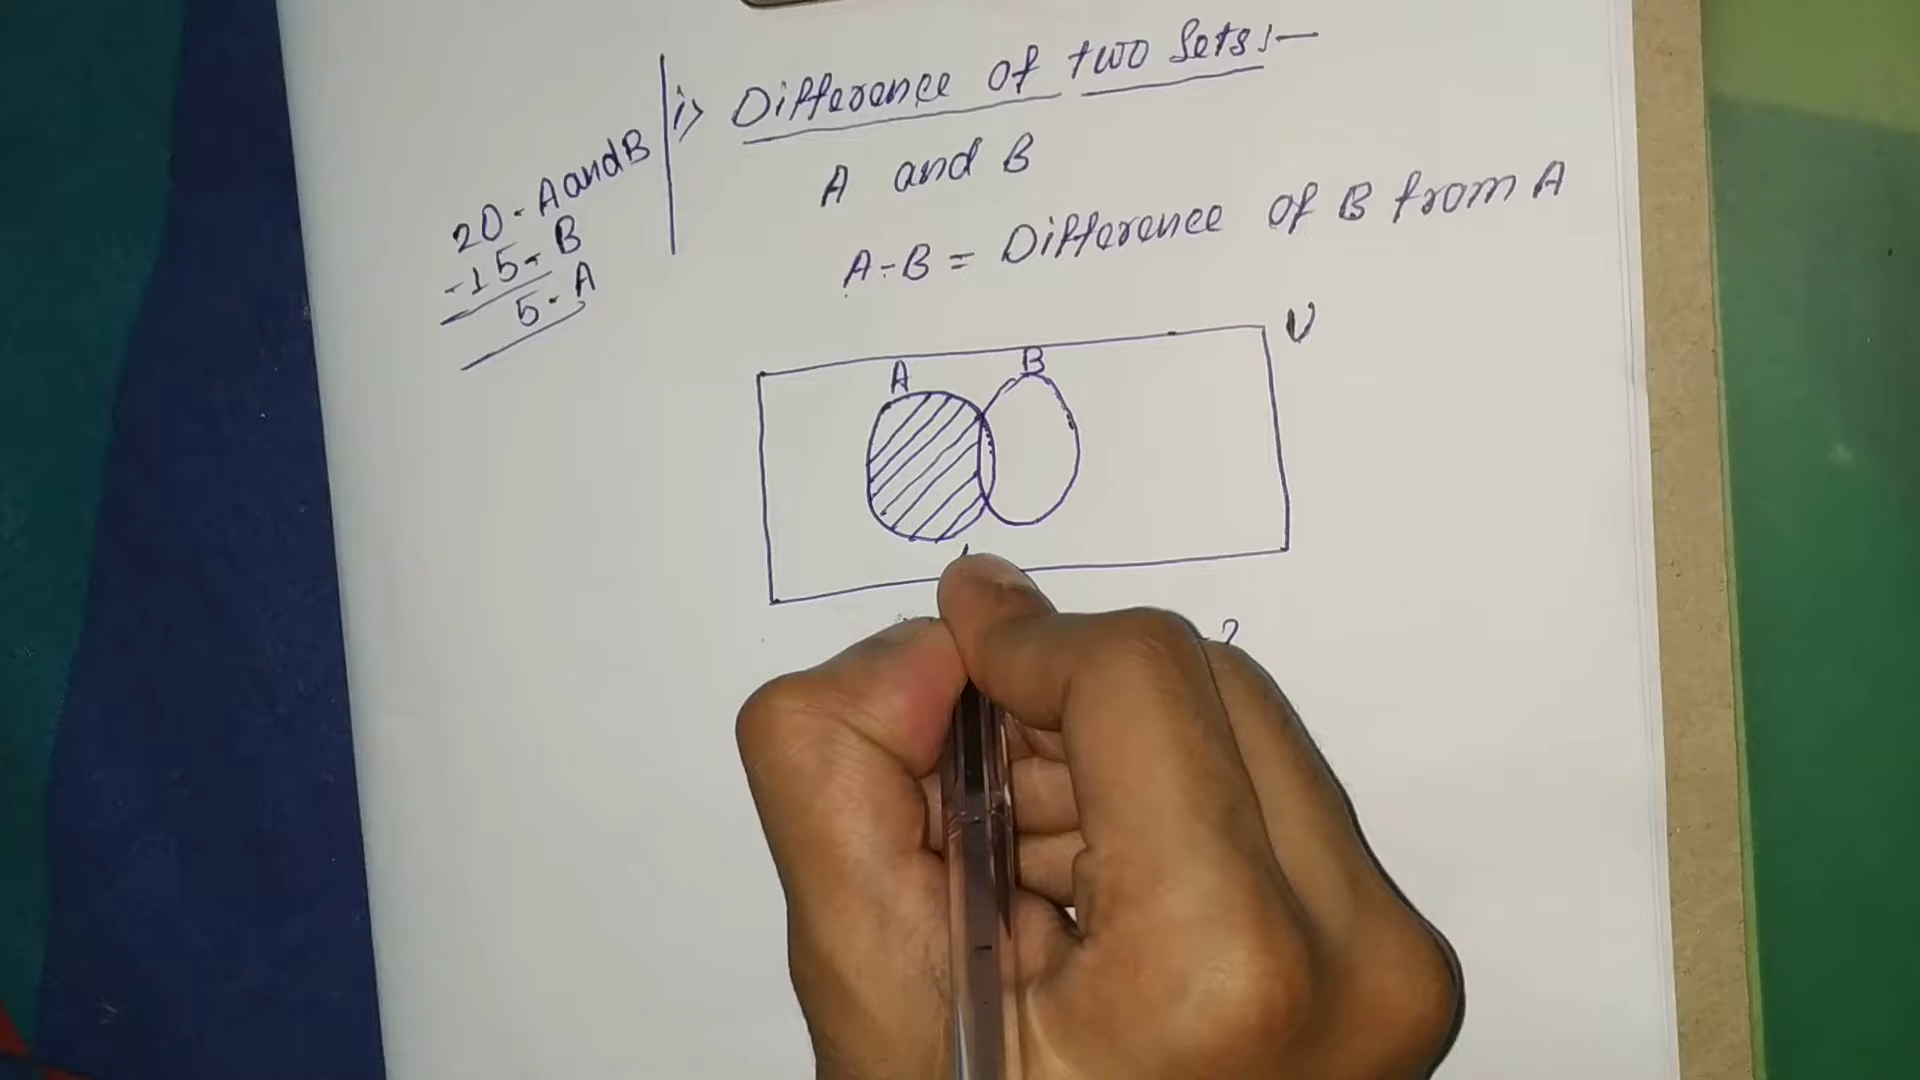 i> Difference of two Sets:-
A and B
A-B = Difference of B from A
20 - A and B
-15 - B
5 - A
U
A B